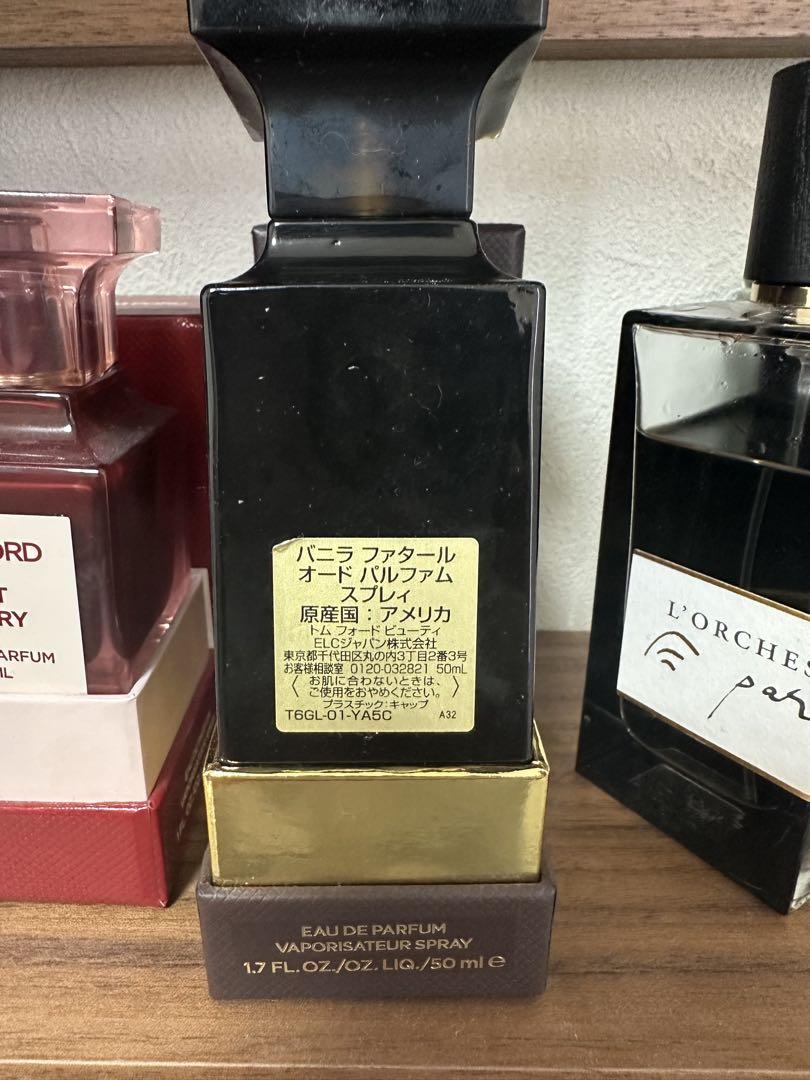 バニラ ファタール
オード パルファム
スプレィ
原産国：アメリカ
トム フォード ビューティ
ELCジャパン株式会社
東京都千代田区丸の内3丁目2番3号
お客様相談室 0120-032821 50mL
〈 お肌に合わないときは、
ご使用をおやめください。 〉
プラスチック:キャップ
T6GL-01-YA5C A32
EAU DE PARFUM
VAPORISATEUR SPRAY
1.7 FL.OZ./OZ. LIQ./50 ml ℮
ORD
T
RY
ARFUM
ML
L'ORCHES
par